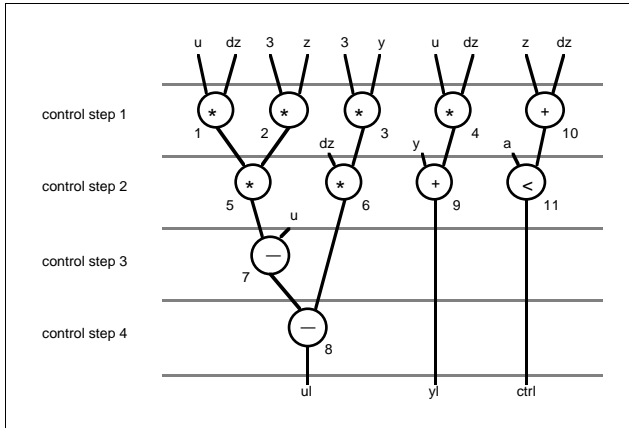 u dz 3 z 3 y u dz z dz
control step 1 * * * * +
1 2 3 4 10
dz y a
control step 2 * * + <
5 6 9 11
u
control step 3 —
7
control step 4 —
8
ul yl ctrl